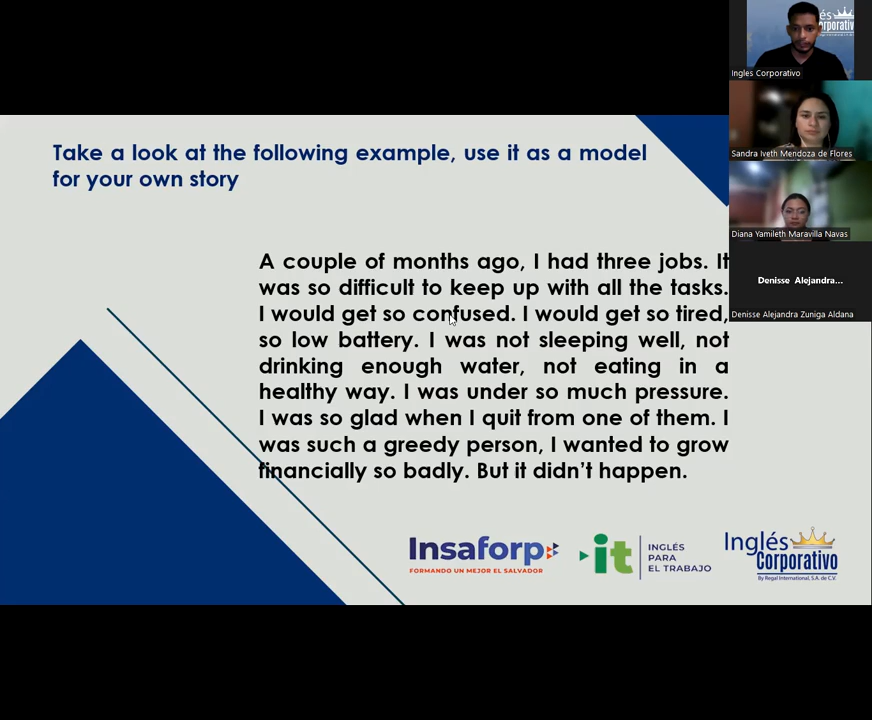 Take a look at the following example, use it as a model
for your own story
A couple of months ago, I had three jobs. It
was so difficult to keep up with all the tasks.
I would get so confused. I would get so tired,
so low battery. I was not sleeping well, not
drinking enough water, not eating in a
healthy way. I was under so much pressure.
I was so glad when I quit from one of them. I
was such a greedy person, I wanted to grow
financially so badly. But it didn't happen.
Insaforp
FORMANDO UN MEJOR EL SALVADOR
it
INGLÉS
PARA
EL TRABAJO
Inglés
Corporativo
By Regal International, S.A. de C.V.
és
orporativo
Ingles Corporativo
Sandra Iveth Mendoza de Flores
Diana Yamileth Maravilla Navas
Denisse Alejandra...
Denisse Alejandra Zuniga Aldana